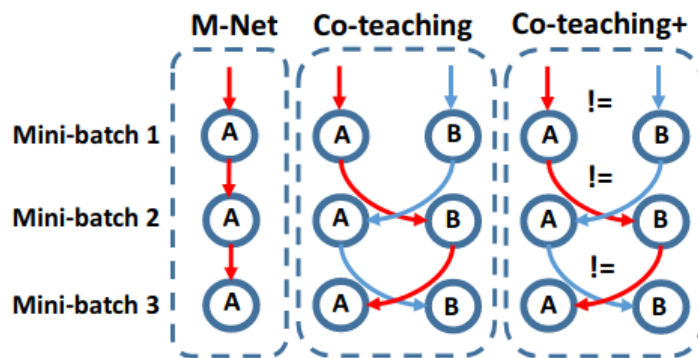 M-Net Co-teaching Co-teaching+
!=
Mini-batch 1 A A B A B
!=
Mini-batch 2 A A B A B
!=
Mini-batch 3 A A B A B